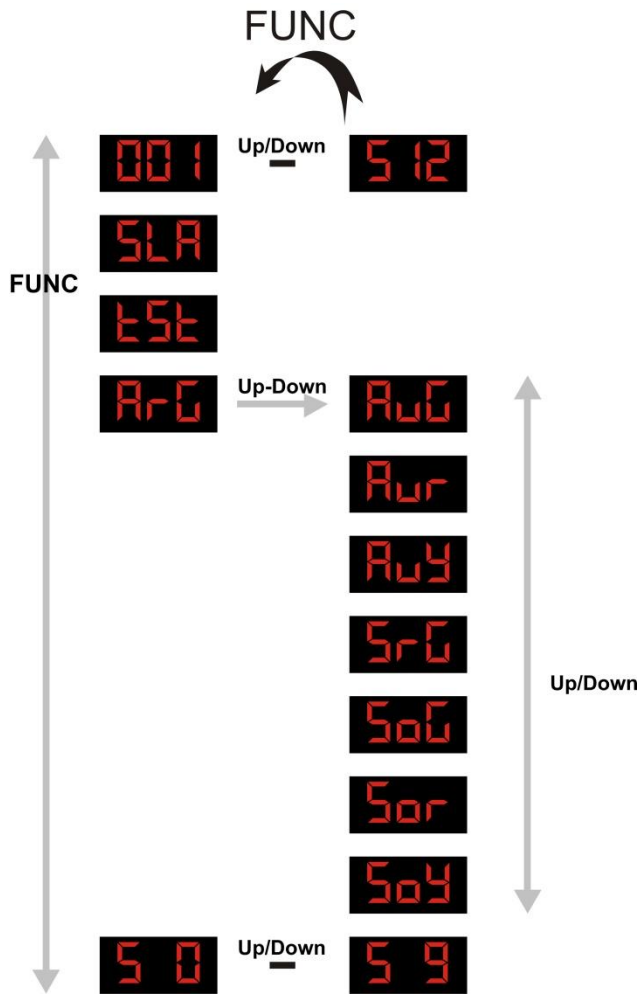 FUNC
001 Up/Down 512
SLA
FUNC
tSt
ArG Up-Down AuG
Aur
AuY
SrG
Up/Down
SoG
Sor
SoY
S 0 Up/Down S 9